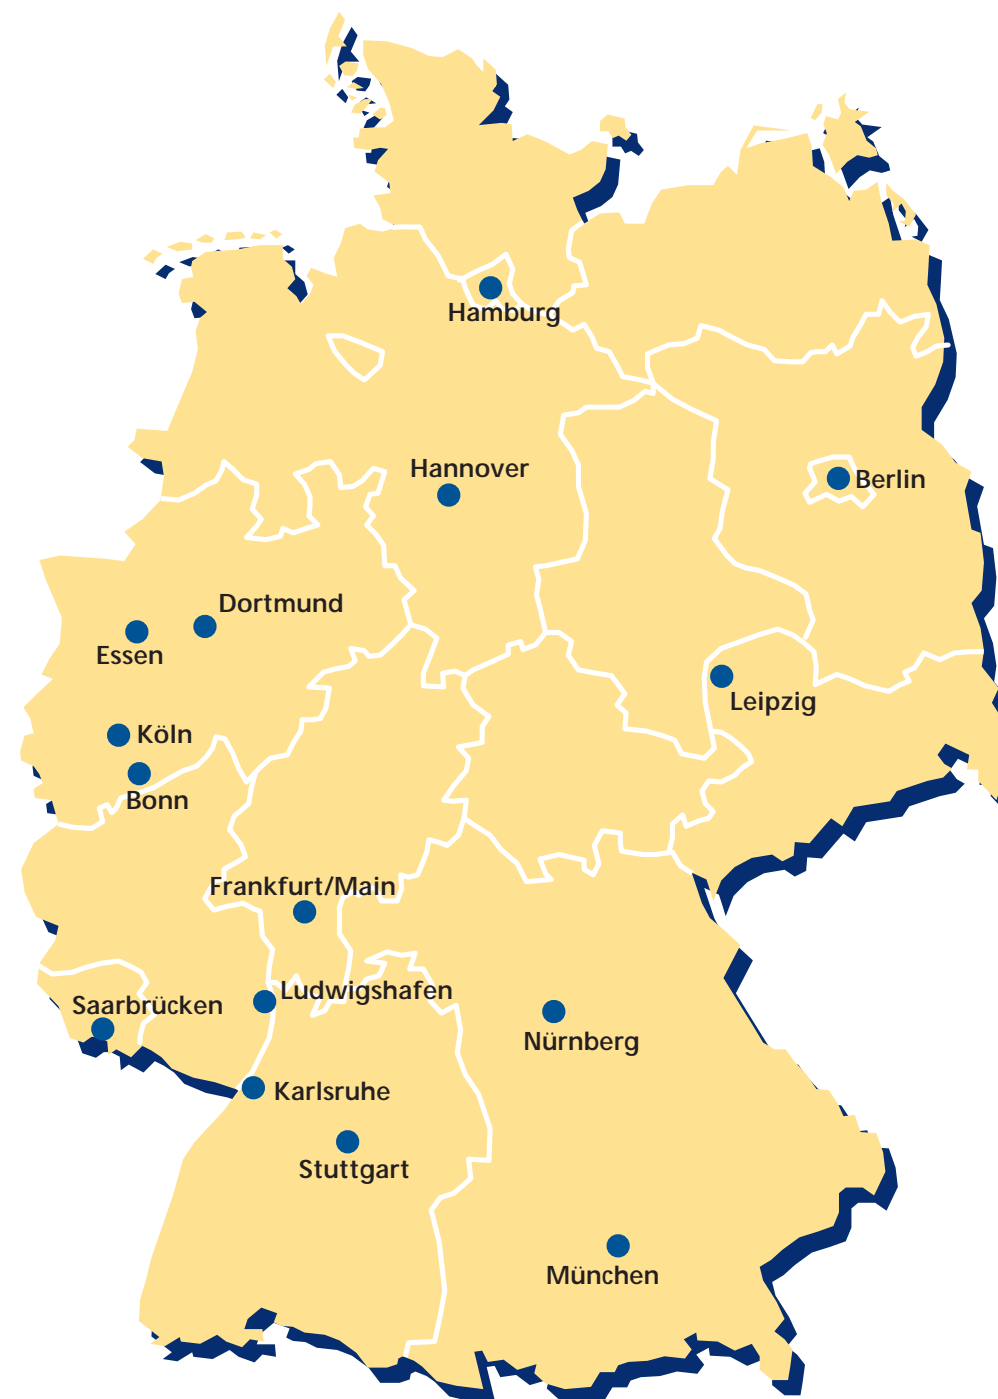 Hamburg
Hannover
Berlin
Dortmund
Essen
Leipzig
Köln
Bonn
Frankfurt/Main
Ludwigshafen
Saarbrücken
Nürnberg
Karlsruhe
Stuttgart
München